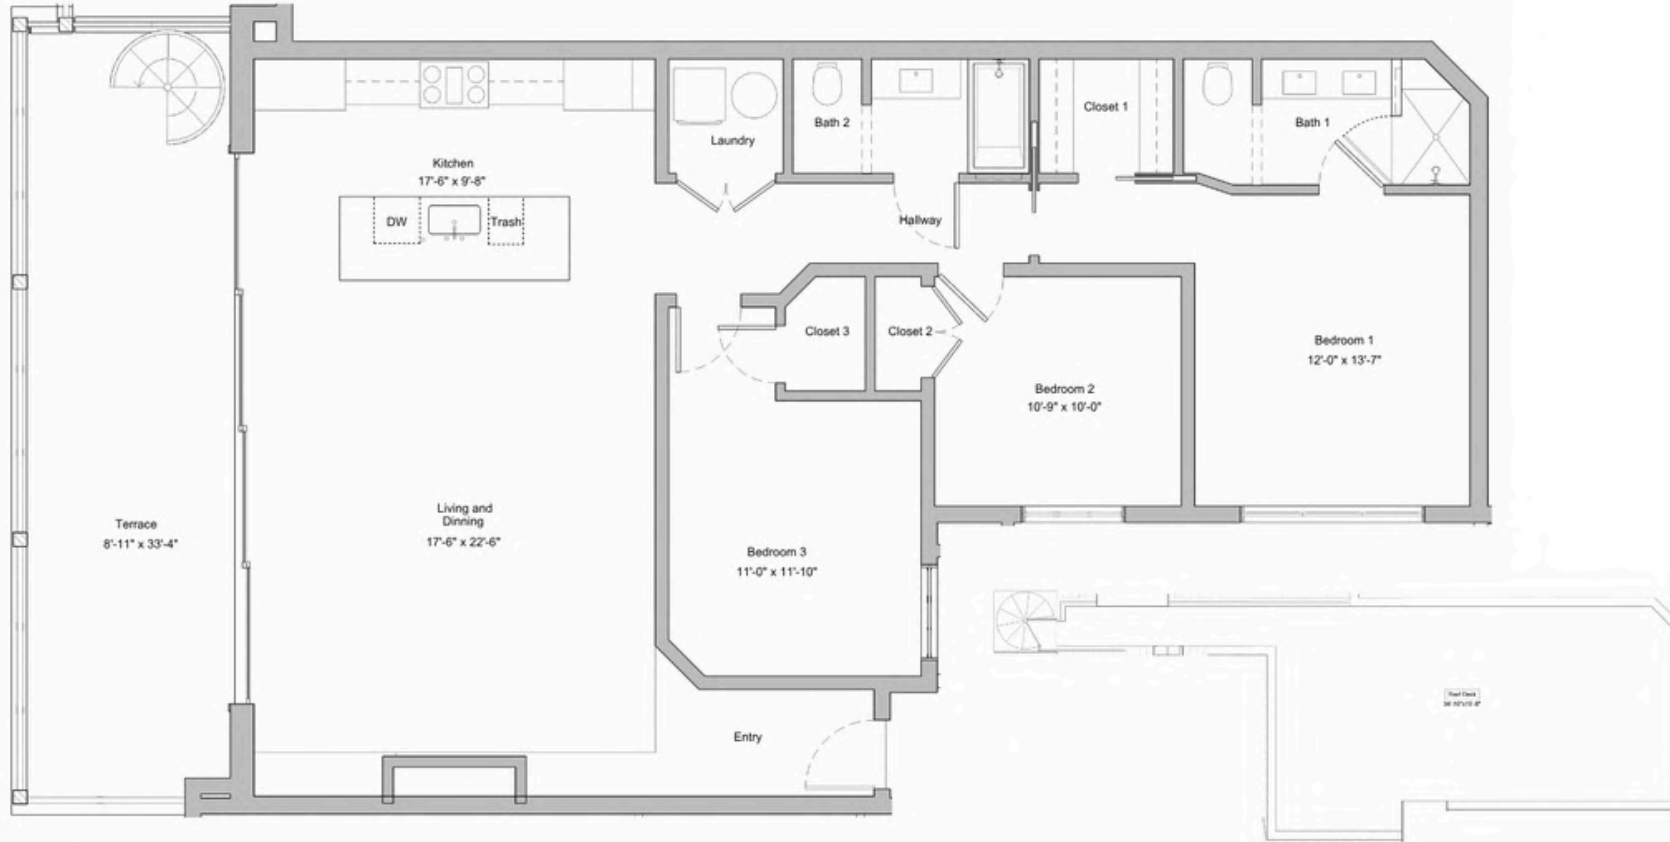 Closet 1
Bath 2
Bath 1
Laundry
Kitchen
17'-6" x 9'-8"
DW
Trash
Hallway
Closet 3
Closet 2
Bedroom 1
12'-0" x 13'-7"
Bedroom 2
10'-9" x 10'-0"
Living and
Dinning
17'-6" x 22'-6"
Terrace
8'-11" x 33'-4"
Bedroom 3
11'-0" x 11'-10"
Roof Deck
Entry